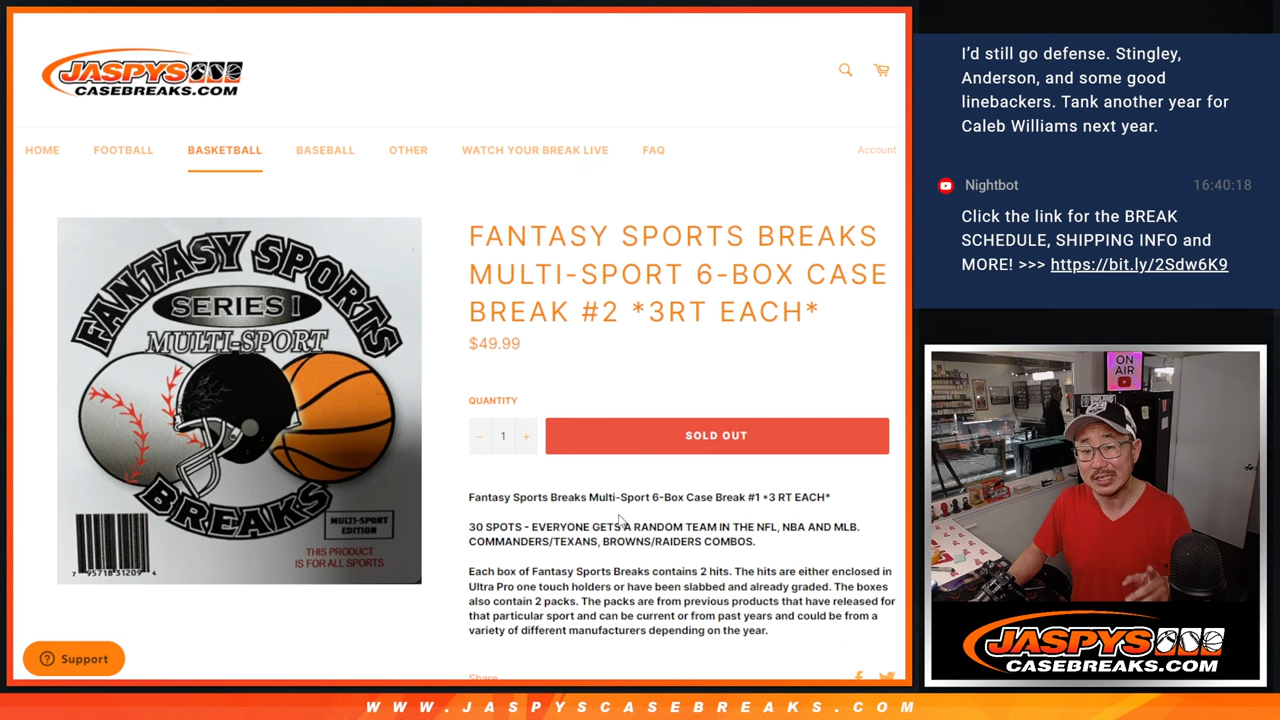 JASPYS
CASEBREAKS.COM
HOME
FOOTBALL
BASKETBALL
BASEBALL
OTHER
WATCH YOUR BREAK LIVE
FAQ
Account
FANTASY SPORTS
SERIES I
MULTI-SPORT
BREAKS
MULTI-SPORT
EDITION
THIS PRODUCT
IS FOR ALL SPORTS
7 95718 31209 4
FANTASY SPORTS BREAKS
MULTI-SPORT 6-BOX CASE
BREAK #2 *3RT EACH*
$49.99
QUANTITY
− 1 +
SOLD OUT
Fantasy Sports Breaks Multi-Sport 6-Box Case Break #1 *3 RT EACH*
30 SPOTS - EVERYONE GETS A RANDOM TEAM IN THE NFL, NBA AND MLB.
COMMANDERS/TEXANS, BROWNS/RAIDERS COMBOS.
Each box of Fantasy Sports Breaks contains 2 hits. The hits are either enclosed in
Ultra Pro one touch holders or have been slabbed and already graded. The boxes
also contain 2 packs. The packs are from previous products that have released for
that particular sport and can be current or from past years and could be from a
variety of different manufacturers depending on the year.
Share
Support
I'd still go defense. Stingley,
Anderson, and some good
linebackers. Tank another year for
Caleb Williams next year.
Nightbot 16:40:18
Click the link for the BREAK
SCHEDULE, SHIPPING INFO and
MORE! >>> https://bit.ly/2Sdw6K9
ON
AIR
JASPYS
CASEBREAKS.COM
WWW.JASPYSCASEBREAKS.COM